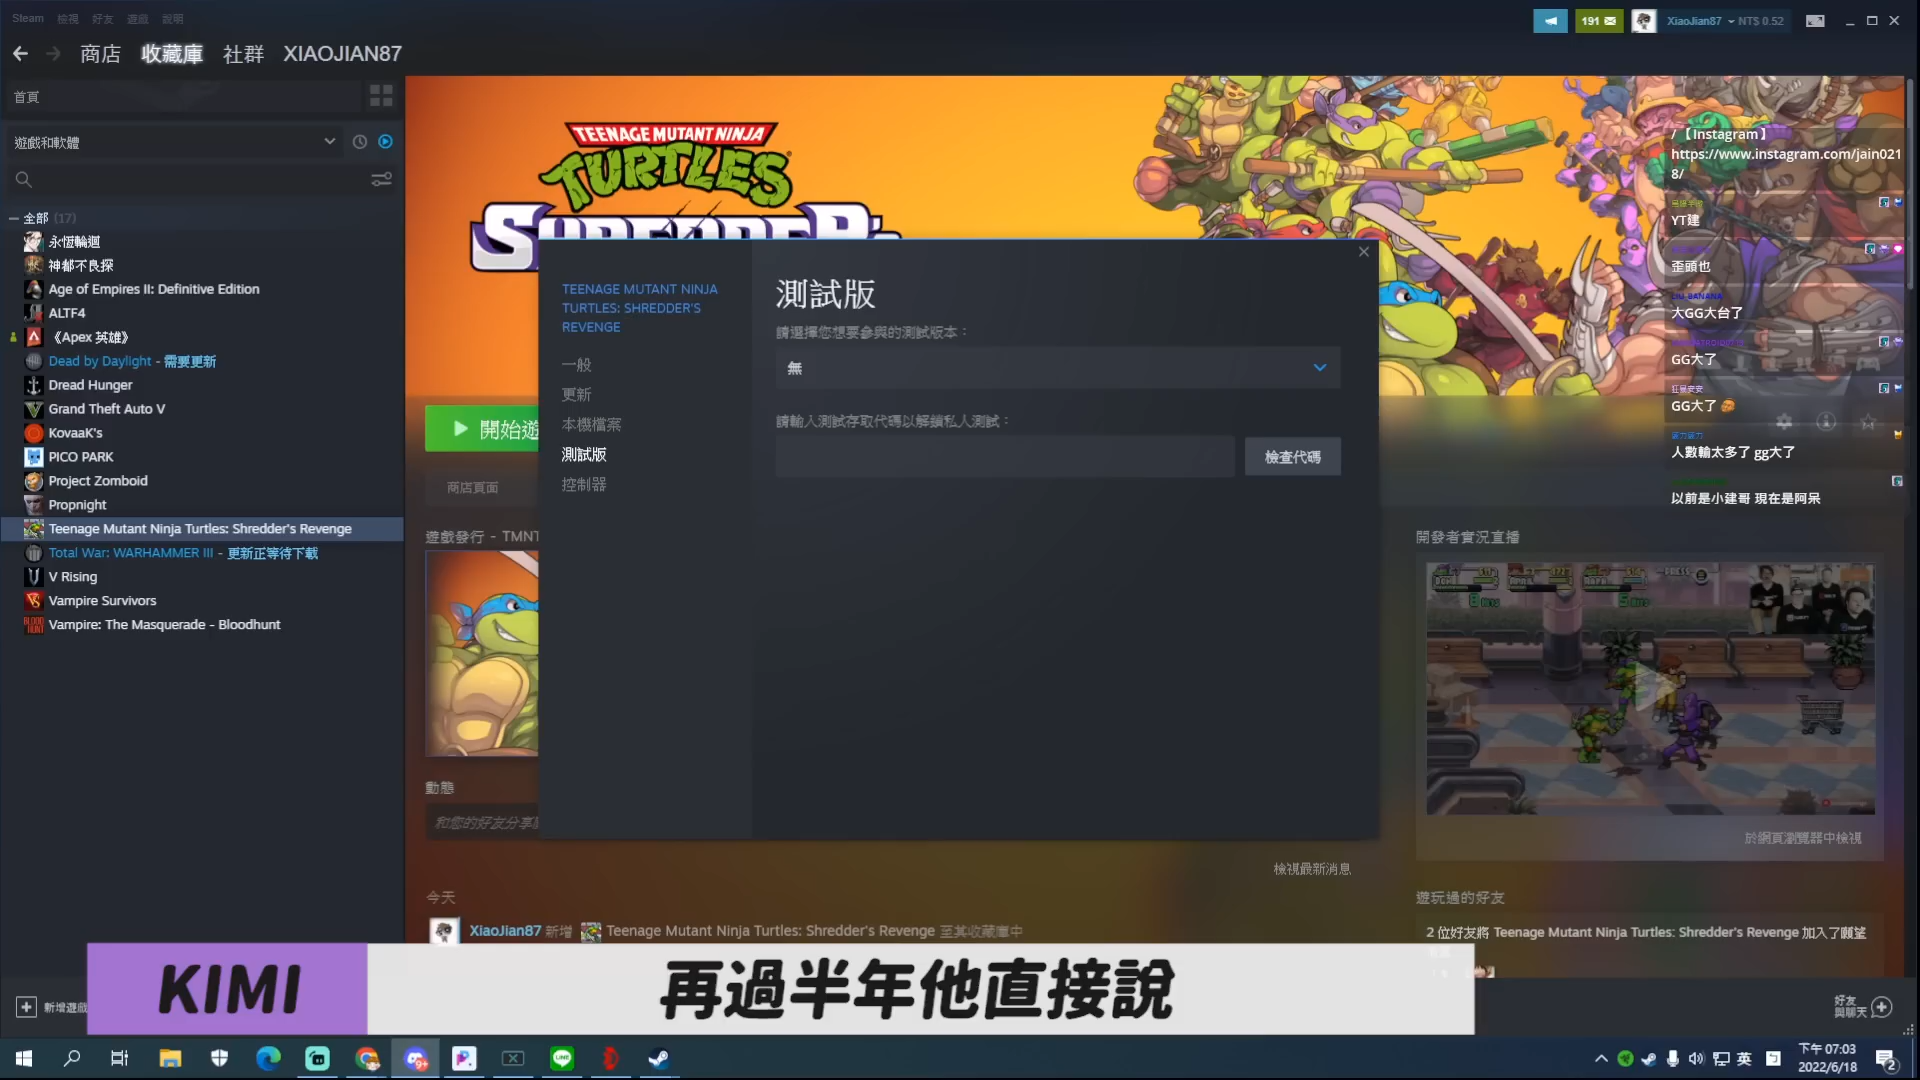 Steam 檢視 好友 遊戲 說明
191
XiaoJian87 NT$ 0.52
商店 收藏庫 社群 XIAOJIAN87
首頁
遊戲和軟體
全部 (17)
永恆輪迴
神都不良探
Age of Empires II: Definitive Edition
ALTF4
《Apex 英雄》
Dead by Daylight - 需要更新
Dread Hunger
Grand Theft Auto V
KovaaK's
PICO PARK
Project Zomboid
Propnight
Teenage Mutant Ninja Turtles: Shredder's Revenge
Total War: WARHAMMER III - 更新正等待下載
V Rising
Vampire Survivors
Vampire: The Masquerade - Bloodhunt
新增遊戲
TEENAGE MUTANT NINJA
TURTLES
開始遊
商店頁面
遊戲發行 - TMNT
動態
和您的好友分享
TEENAGE MUTANT NINJA
TURTLES: SHREDDER'S
REVENGE
一般
更新
本機檔案
測試版
控制器
測試版
請選擇您想要參與的測試版本：
無
請輸入測試存取代碼以解鎖私人測試：
檢查代碼
/ 【Instagram】
https://www.instagram.com/jain021
8/
YT建
歪頭也
LIU BANANA
大GG大台了
GG大了
狂暴安安
GG大了
人數輸太多了 gg大了
以前是小建哥 現在是阿呆
開發者實況直播
於網頁瀏覽器中檢視
檢視最新消息
今天
XiaoJian87 新增 Teenage Mutant Ninja Turtles: Shredder's Revenge 至其收藏庫中
遊玩過的好友
2 位好友將 Teenage Mutant Ninja Turtles: Shredder's Revenge 加入了願望
好友
與聊天
KIMI
再過半年他直接說
英
下午 07:03
2022/6/18
2